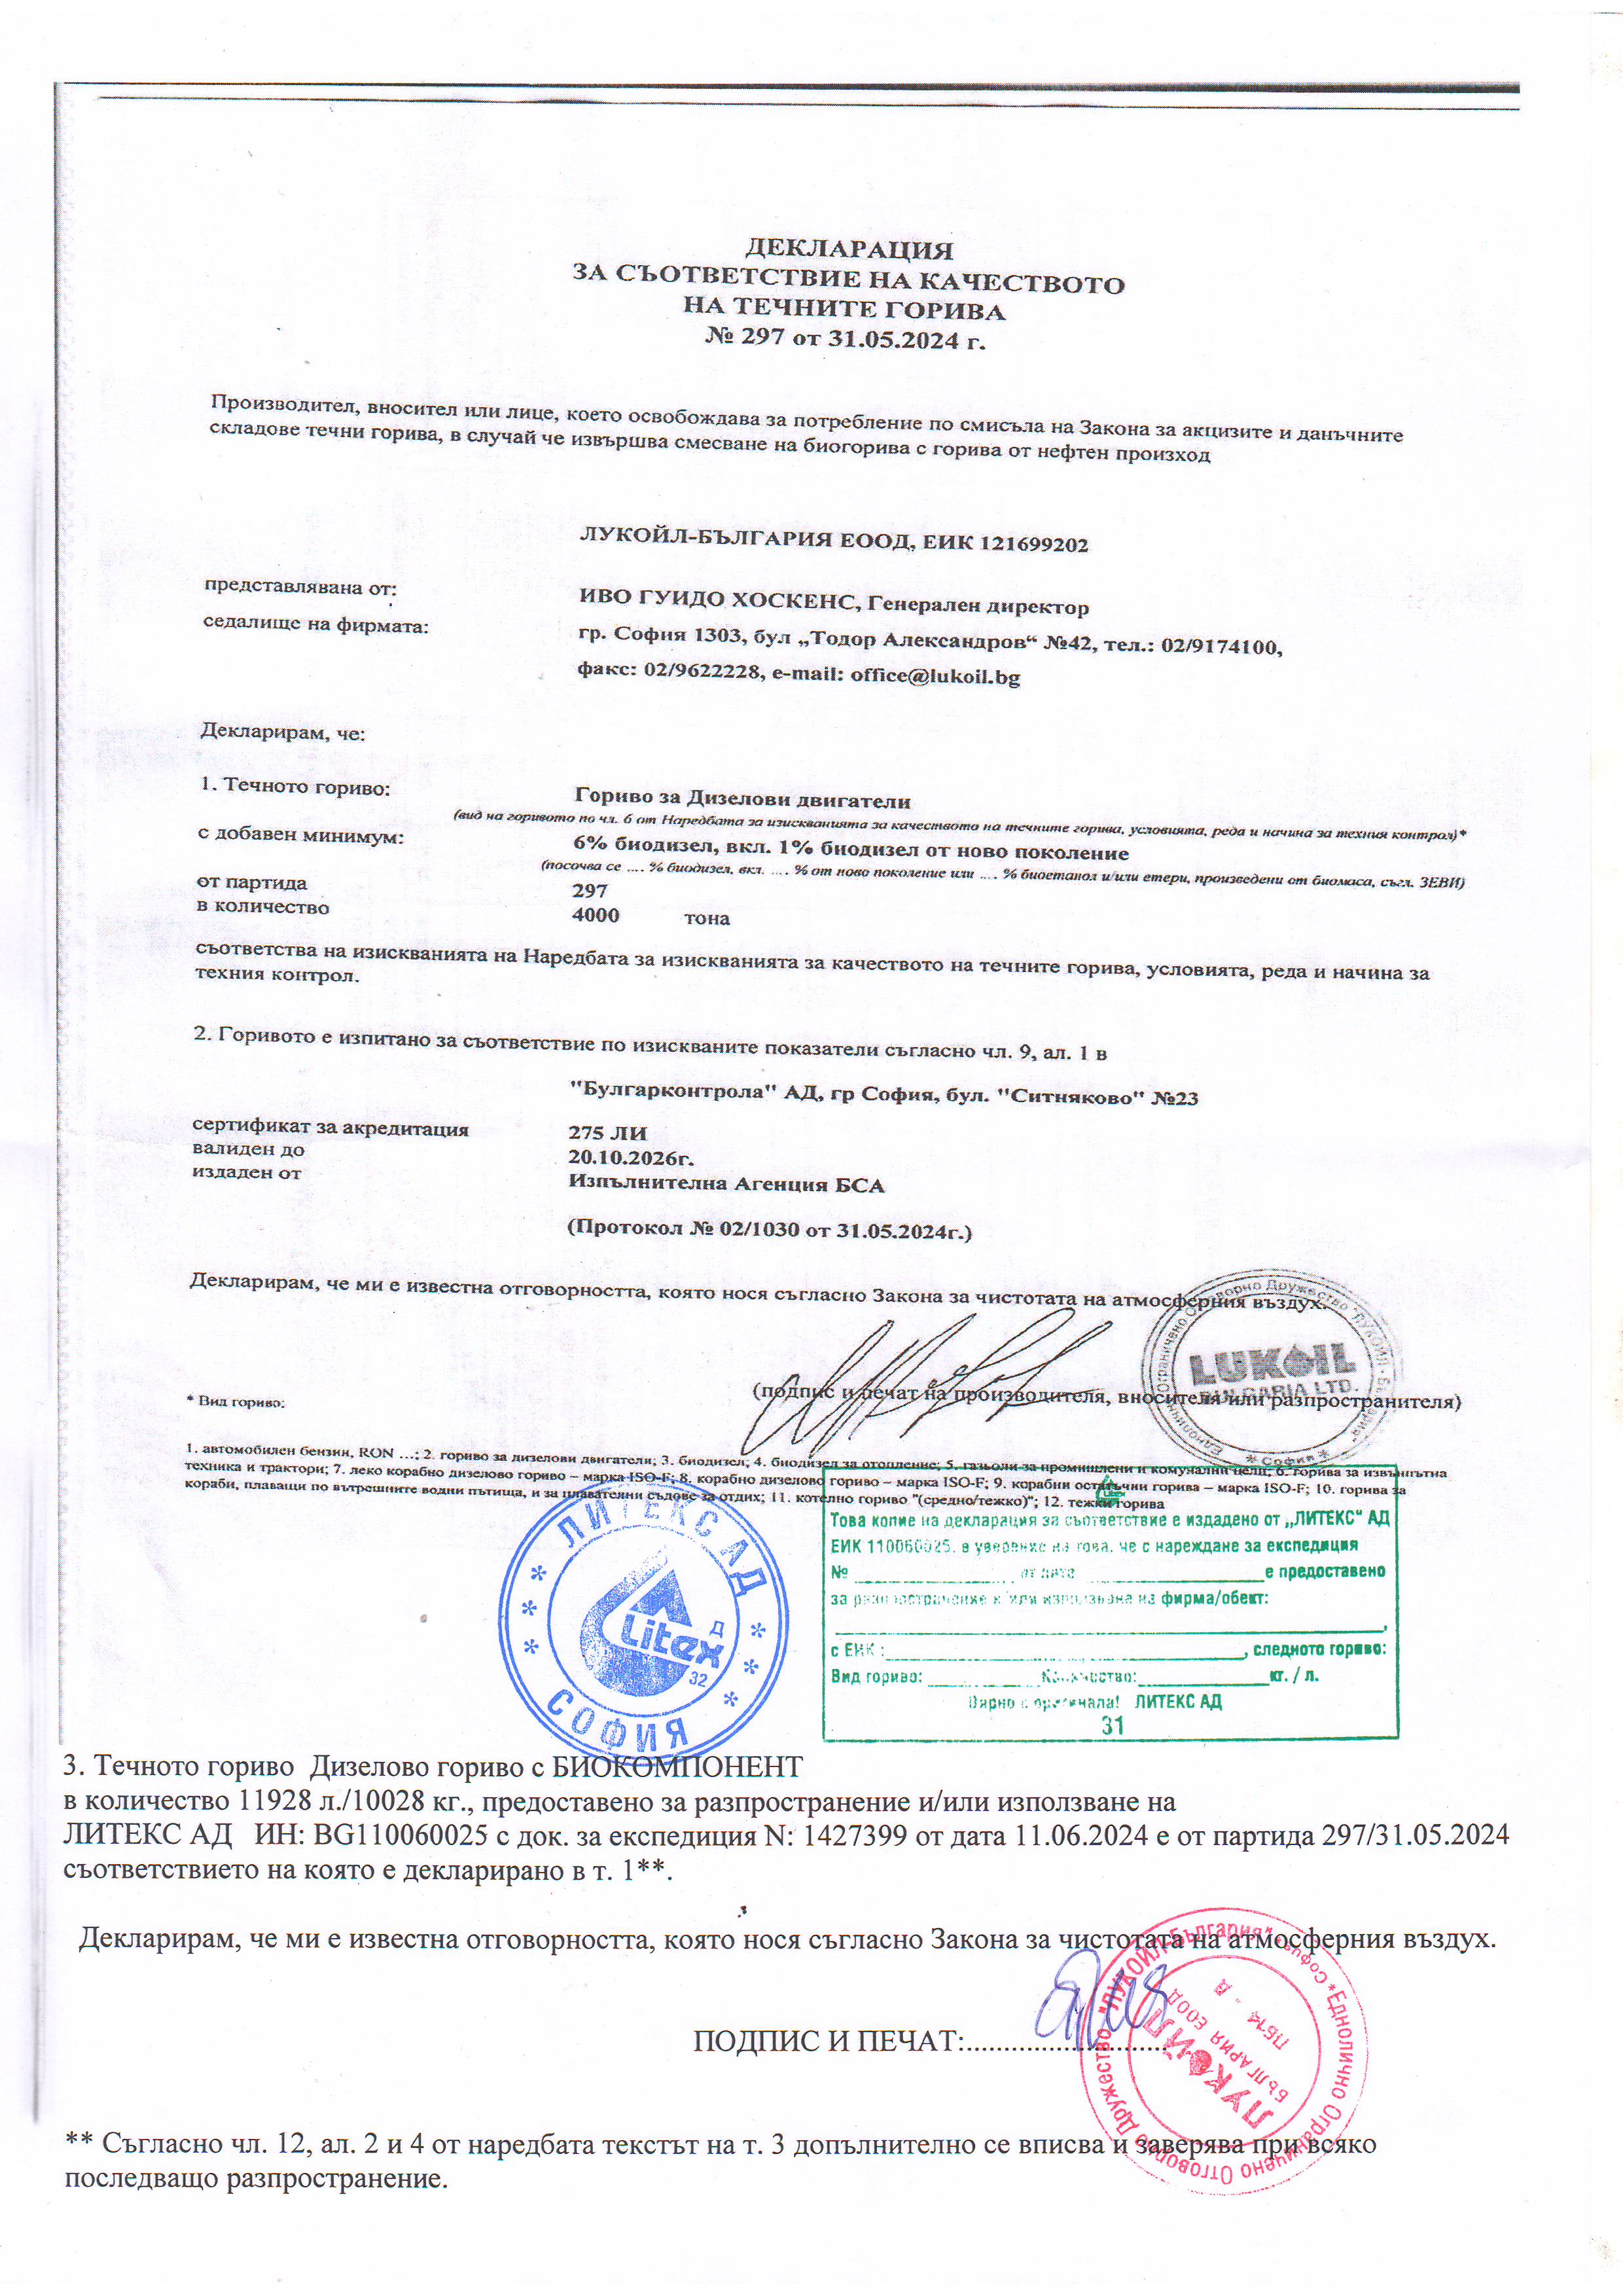 ДЕКЛАРАЦИЯ
ЗА СЪОТВЕТСТВИЕ НА КАЧЕСТВОТО
НА ТЕЧНИТЕ ГОРИВА
№ 297 от 31.05.2024 г.
Производител, вносител или лице, което освобождава за потребление по смисъла на Закона за акцизите и данъчните
складове течни горива, в случай че извършва смесване на биогорива с горива от нефтен произход
ЛУКОЙЛ-БЪЛГАРИЯ ЕООД, ЕИК 121699202
представлявана от: ИВО ГУИДО ХОСКЕНС, Генерален директор
седалище на фирмата: гр. София 1303, бул „Тодор Александров“ №42, тел.: 02/9174100,
факс: 02/9622228, e-mail: office@lukoil.bg
Декларирам, че:
1. Течното гориво: Гориво за Дизелови двигатели
(вид на горивото по чл. 6 от Наредбата за изискванията за качеството на течните горива, условията, реда и начина за техния контрол)*
с добавен минимум: 6% биодизел, вкл. 1% биодизел от ново поколение
(посочва се .... % биодизел, вкл. .... % от ново поколение или .... % биоетанол и/или етери, произведени от биомаса, съгл. ЗЕВИ)
от партида 297
в количество 4000 тона
съответства на изискванията на Наредбата за изискванията за качеството на течните горива, условията, реда и начина за
техния контрол.
2. Горивото е изпитано за съответствие по изискваните показатели съгласно чл. 9, ал. 1 в
"Булгарконтрола" АД, гр София, бул. "Ситняково" №23
сертификат за акредитация 275 ЛИ
валиден до 20.10.2026г.
издаден от Изпълнителна Агенция БСА
(Протокол № 02/1030 от 31.05.2024г.)
Декларирам, че ми е известна отговорността, която нося съгласно Закона за чистотата на атмосферния въздух.
Еднолично Ограничено Отговорно Дружество "ЛУКОЙЛ - България"
LUKOIL
BULGARIA LTD.
* София *
(подпис и печат на производителя, вносителя или разпространителя)
* Вид гориво:
1. автомобилен бензин, RON ...; 2. гориво за дизелови двигатели; 3. биодизел; 4. биодизел за отопление; 5. газьоли за промишлени и комунални цели; 6. горива за извънпътна
техника и трактори; 7. леко корабно дизелово гориво – марка ISO-F; 8. корабно дизелово гориво – марка ISO-F; 9. корабни остатъчни горива – марка ISO-F; 10. горива за
кораби, плаващи по вътрешните водни пътища, и за плавателни съдове за отдих; 11. котелно гориво "(средно/тежко)"; 12. тежки горива
* * * ЛИТЕКС АД * * *
Litex
Д
32
СОФИЯ
Това копие на декларация за съответствие е издадено от „ЛИТЕКС“ АД
ЕИК 110060025, в уверение на това, че с нареждане за експедиция
№ ____________ от дата ____________ е предоставено
за разпространение и/или използване на фирма/обект:
____________,
с ЕИК :____________, следното гориво:
Вид гориво: ____________ Количество: ____________кг. / л.
Вярно с оригинала! ЛИТЕКС АД
31
3. Течното гориво Дизелово гориво с БИОКОМПОНЕНТ
в количество 11928 л./10028 кг., предоставено за разпространение и/или използване на
ЛИТЕКС АД ИН: BG110060025 с док. за експедиция N: 1427399 от дата 11.06.2024 е от партида 297/31.05.2024
съответствието на която е декларирано в т. 1**.
Декларирам, че ми е известна отговорността, която нося съгласно Закона за чистотата на атмосферния въздух.
ПОДПИС И ПЕЧАТ:...........................
Еднолично Ограничено Отговорно Дружество *ЛУКОЙЛ-България* София *
ЛУКОЙЛ
БЪЛГАРИЯ ЕООД
ПБ14 - Д
** Съгласно чл. 12, ал. 2 и 4 от наредбата текстът на т. 3 допълнително се вписва и заверява при всяко
последващо разпространение.